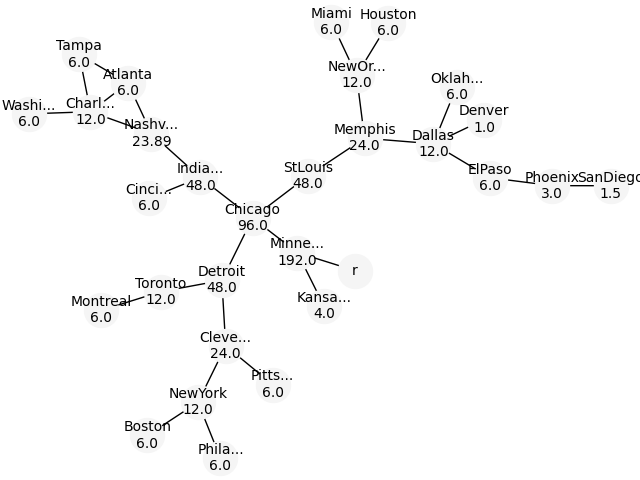 Miami
6.0
Houston
6.0
Tampa
6.0
NewOr...
12.0
Atlanta
6.0
Oklah...
6.0
Washi...
6.0
Charl...
12.0
Denver
1.0
Nashv...
23.89
Memphis
24.0
Dallas
12.0
India...
48.0
StLouis
48.0
ElPaso
6.0
Phoenix
3.0
SanDiego
1.5
Cinci...
6.0
Chicago
96.0
Minne...
192.0
r
Detroit
48.0
Toronto
12.0
Montreal
6.0
Kansa...
4.0
Cleve...
24.0
Pitts...
6.0
NewYork
12.0
Boston
6.0
Phila...
6.0